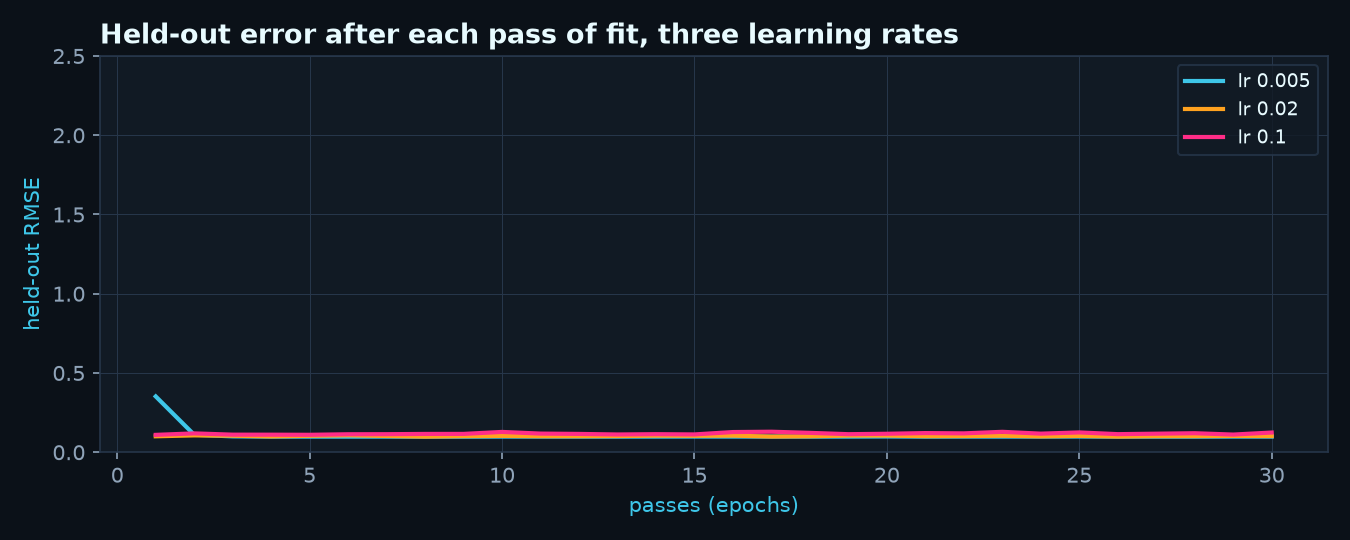 Held-out error after each pass of fit, three learning rates
2.5
2.0
1.5
1.0
0.5
0.0
held-out RMSE
lr 0.005
lr 0.02
lr 0.1
0 5 10 15 20 25 30
passes (epochs)